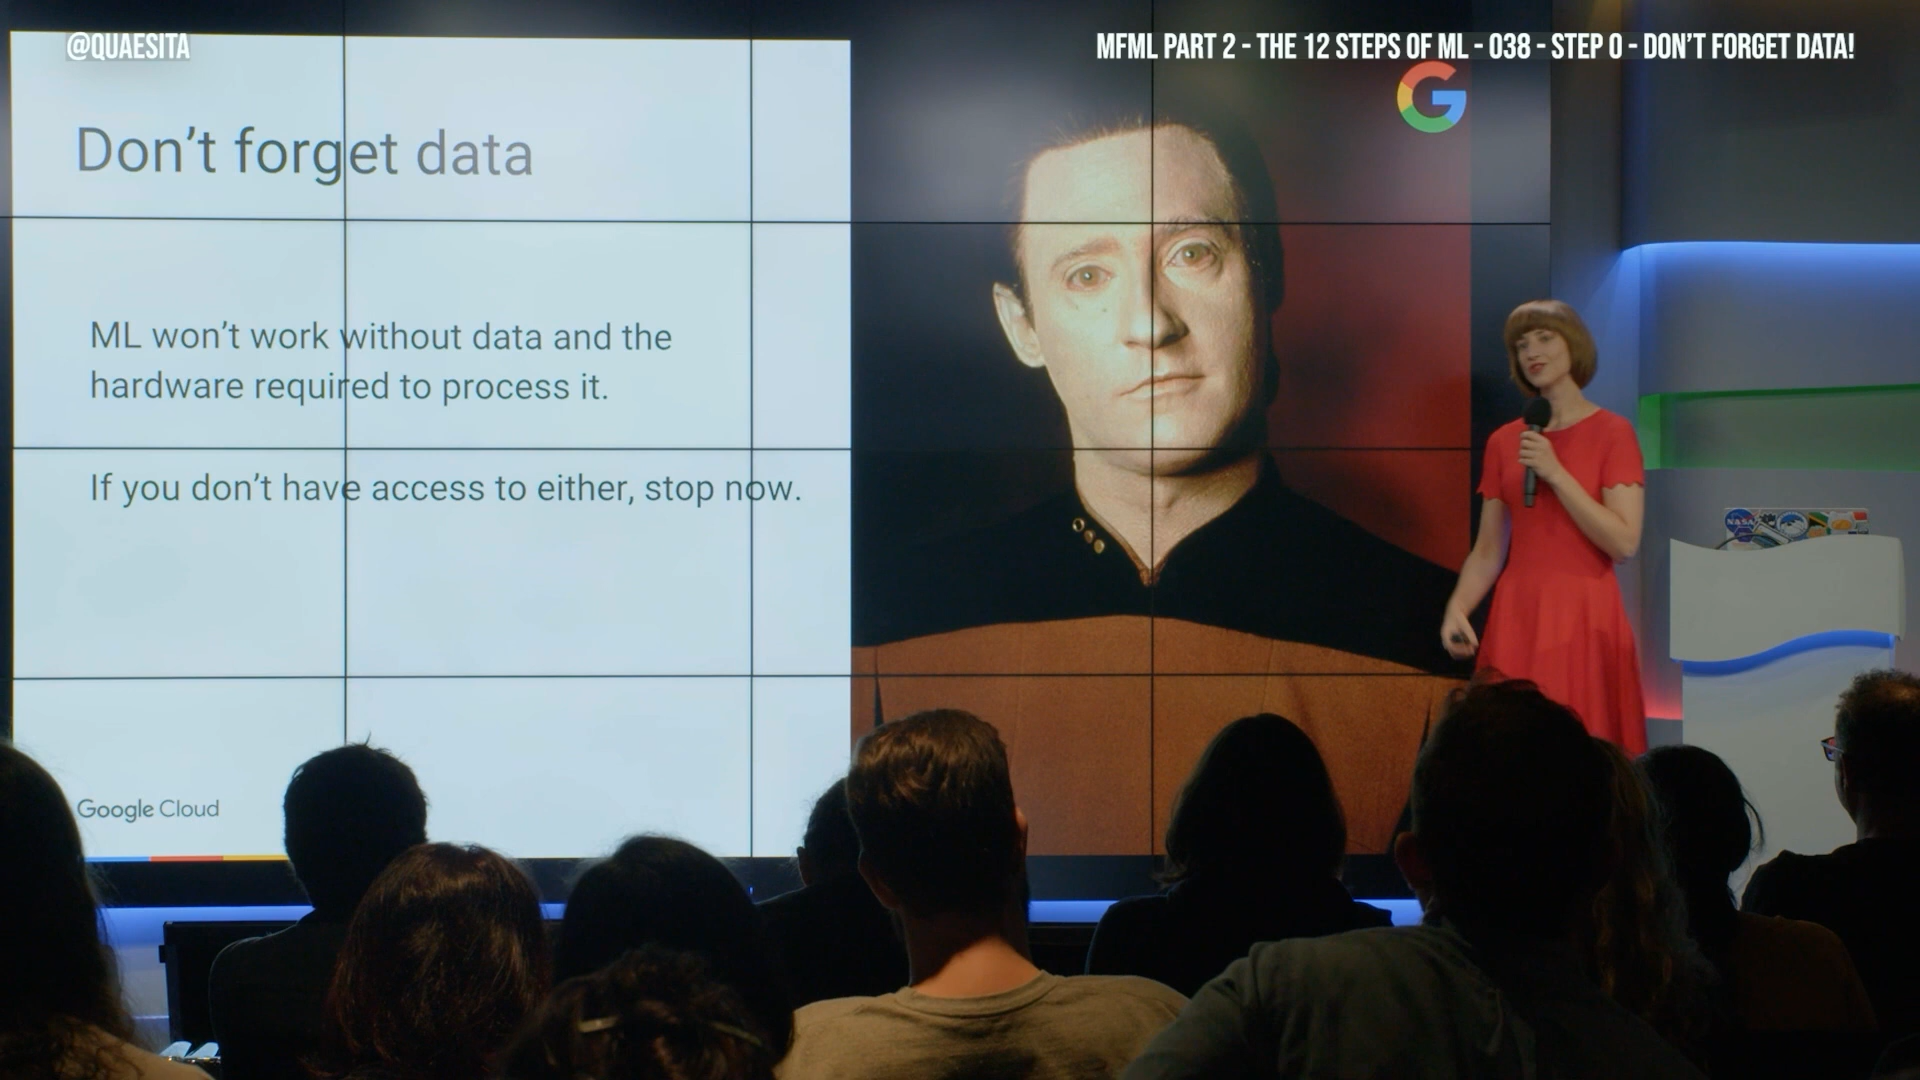 @QUAESITA
MFML PART 2 - THE 12 STEPS OF ML - 038 - STEP 0 - DON'T FORGET DATA!
Don't forget data
ML won't work without data and the
hardware required to process it.
If you don't have access to either, stop now.
Google Cloud
NASA